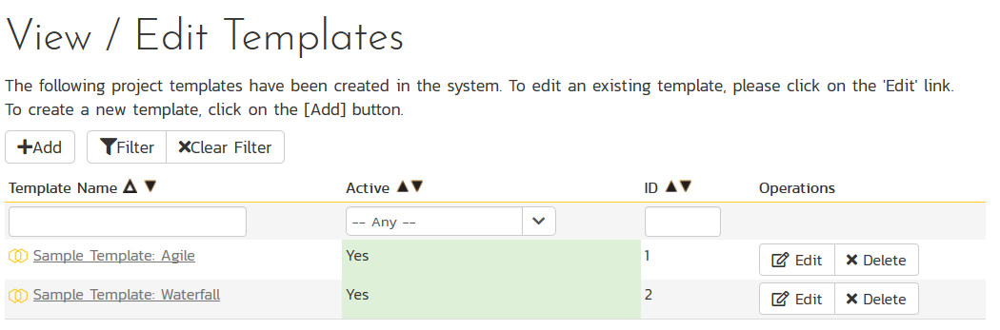 View / Edit Templates
The following project templates have been created in the system. To edit an existing template, please click on the 'Edit' link.
To create a new template, click on the [Add] button.
Add Filter Clear Filter
Template Name Active ID Operations
-- Any --
Sample Template: Agile Yes 1 Edit Delete
Sample Template: Waterfall Yes 2 Edit Delete